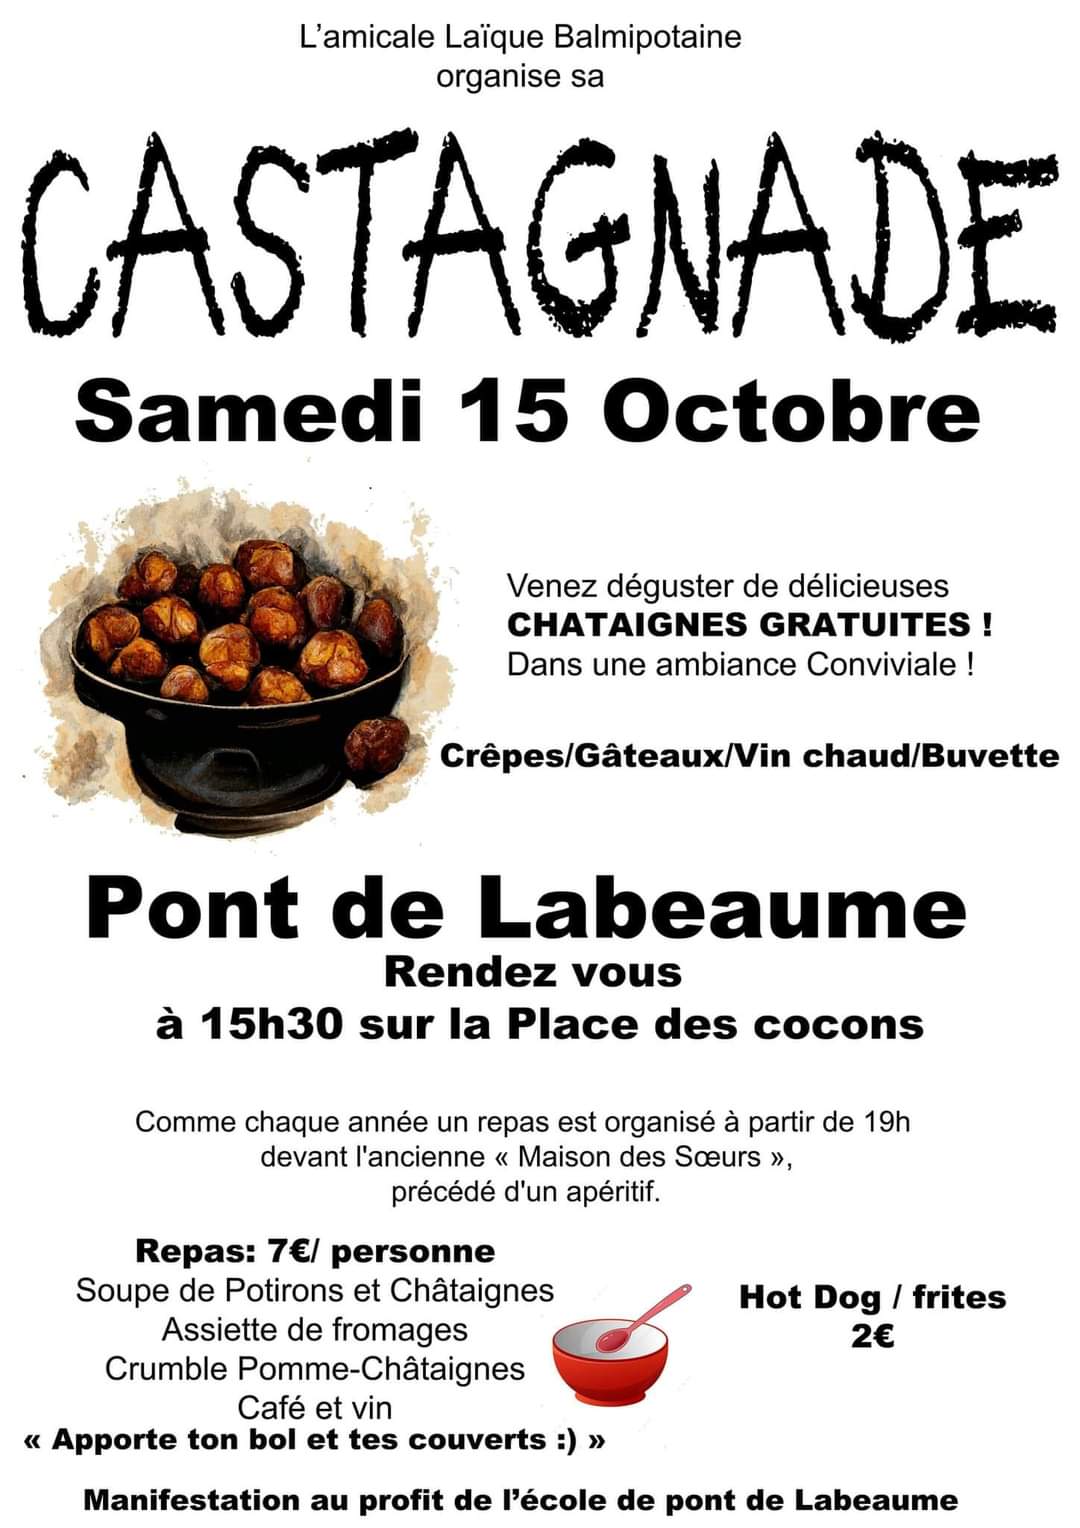 L'amicale Laïque Balmipotaine
organise sa
CASTAGNADE
Samedi 15 Octobre
Venez déguster de délicieuses
CHATAIGNES GRATUITES !
Dans une ambiance Conviviale !
Crêpes/Gâteaux/Vin chaud/Buvette
Pont de Labeaume
Rendez vous
à 15h30 sur la Place des cocons
Comme chaque année un repas est organisé à partir de 19h
devant l'ancienne « Maison des Sœurs »,
précédé d'un apéritif.
Repas: 7€/ personne
Soupe de Potirons et Châtaignes
Assiette de fromages
Crumble Pomme-Châtaignes
Café et vin
« Apporte ton bol et tes couverts :) »
Hot Dog / frites
2€
Manifestation au profit de l'école de pont de Labeaume